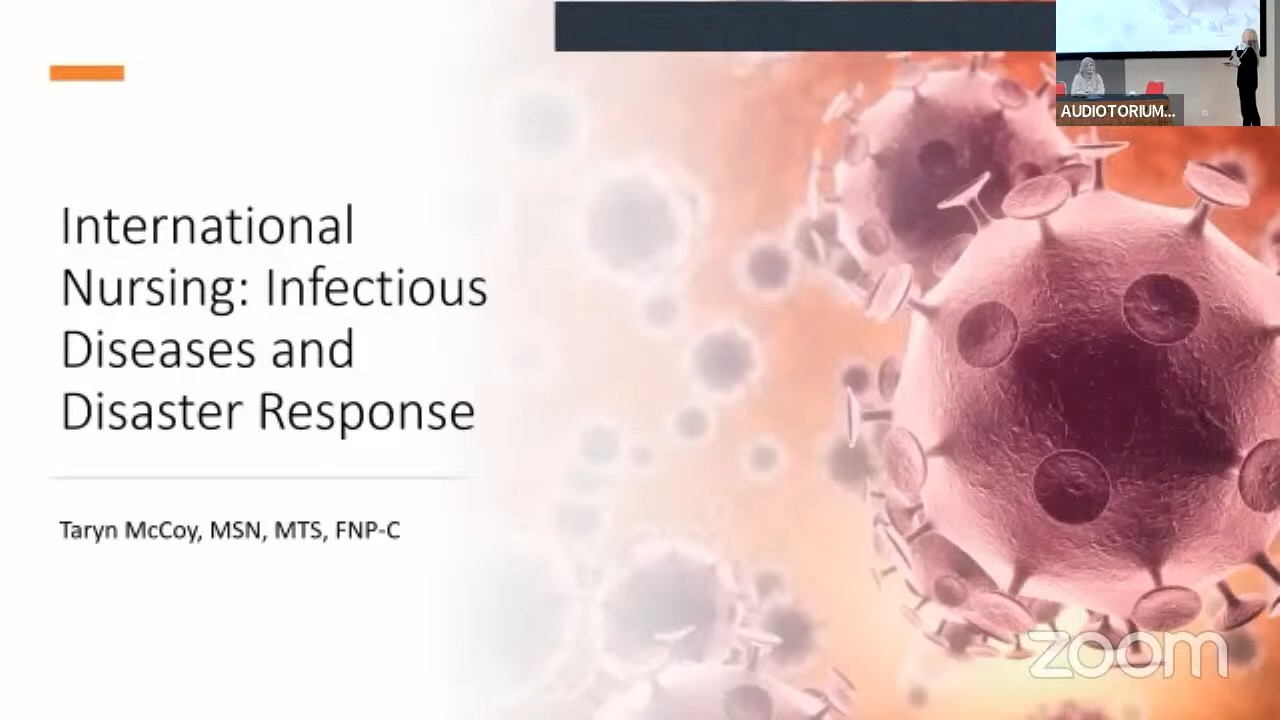 AUDIOTORIUM...
International
Nursing: Infectious
Diseases and
Disaster Response
Taryn McCoy, MSN, MTS, FNP-C
zoom